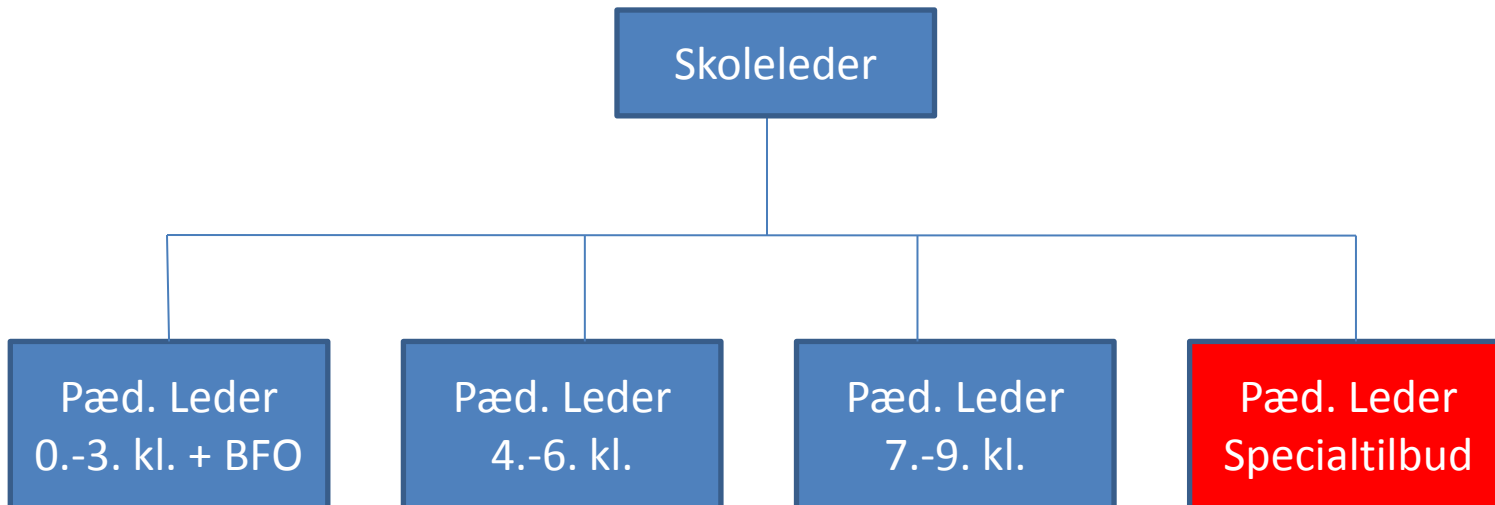 Skoleleder
Pæd. Leder
0.-3. kl. + BFO
Pæd. Leder
4.-6. kl.
Pæd. Leder
7.-9. kl.
Pæd. Leder
Specialtilbud